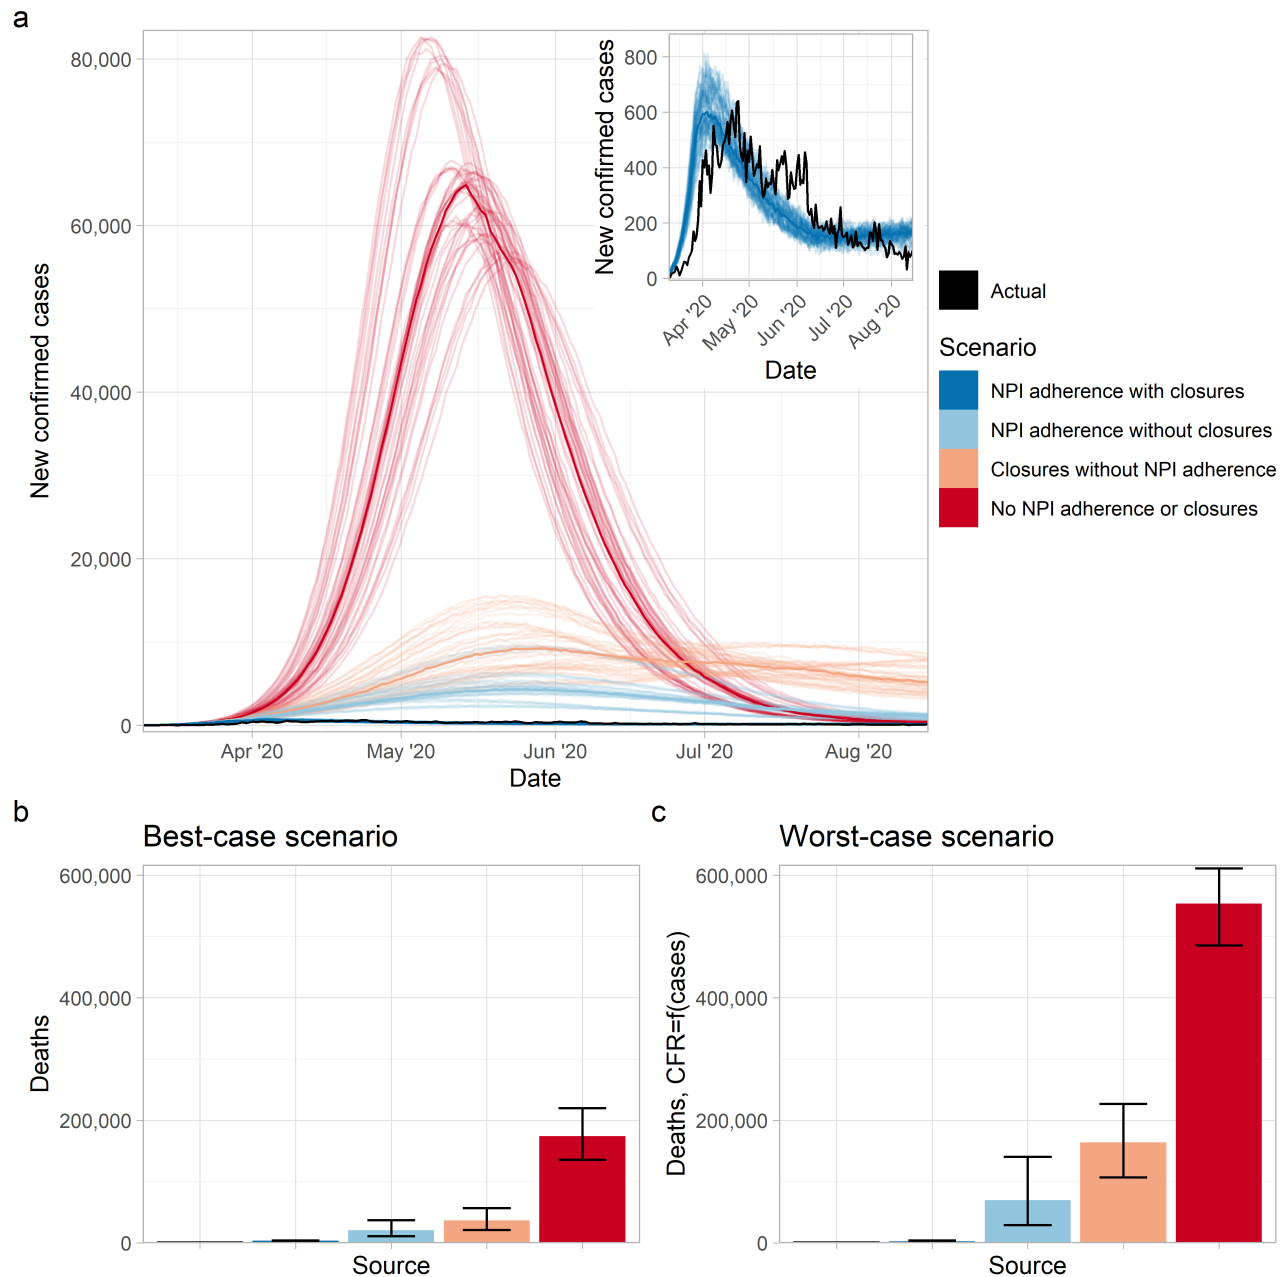 a
New confirmed cases
80,000
60,000
40,000
20,000
0
Apr '20
May '20
Jun '20
Jul '20
Aug '20
Date
New confirmed cases
800
600
400
200
0
Apr '20
May '20
Jun '20
Jul '20
Aug '20
Date
Actual
Scenario
NPI adherence with closures
NPI adherence without closures
Closures without NPI adherence
No NPI adherence or closures
b
Best-case scenario
Deaths
600,000
400,000
200,000
0
Source
c
Worst-case scenario
Deaths, CFR=f(cases)
600,000
400,000
200,000
0
Source